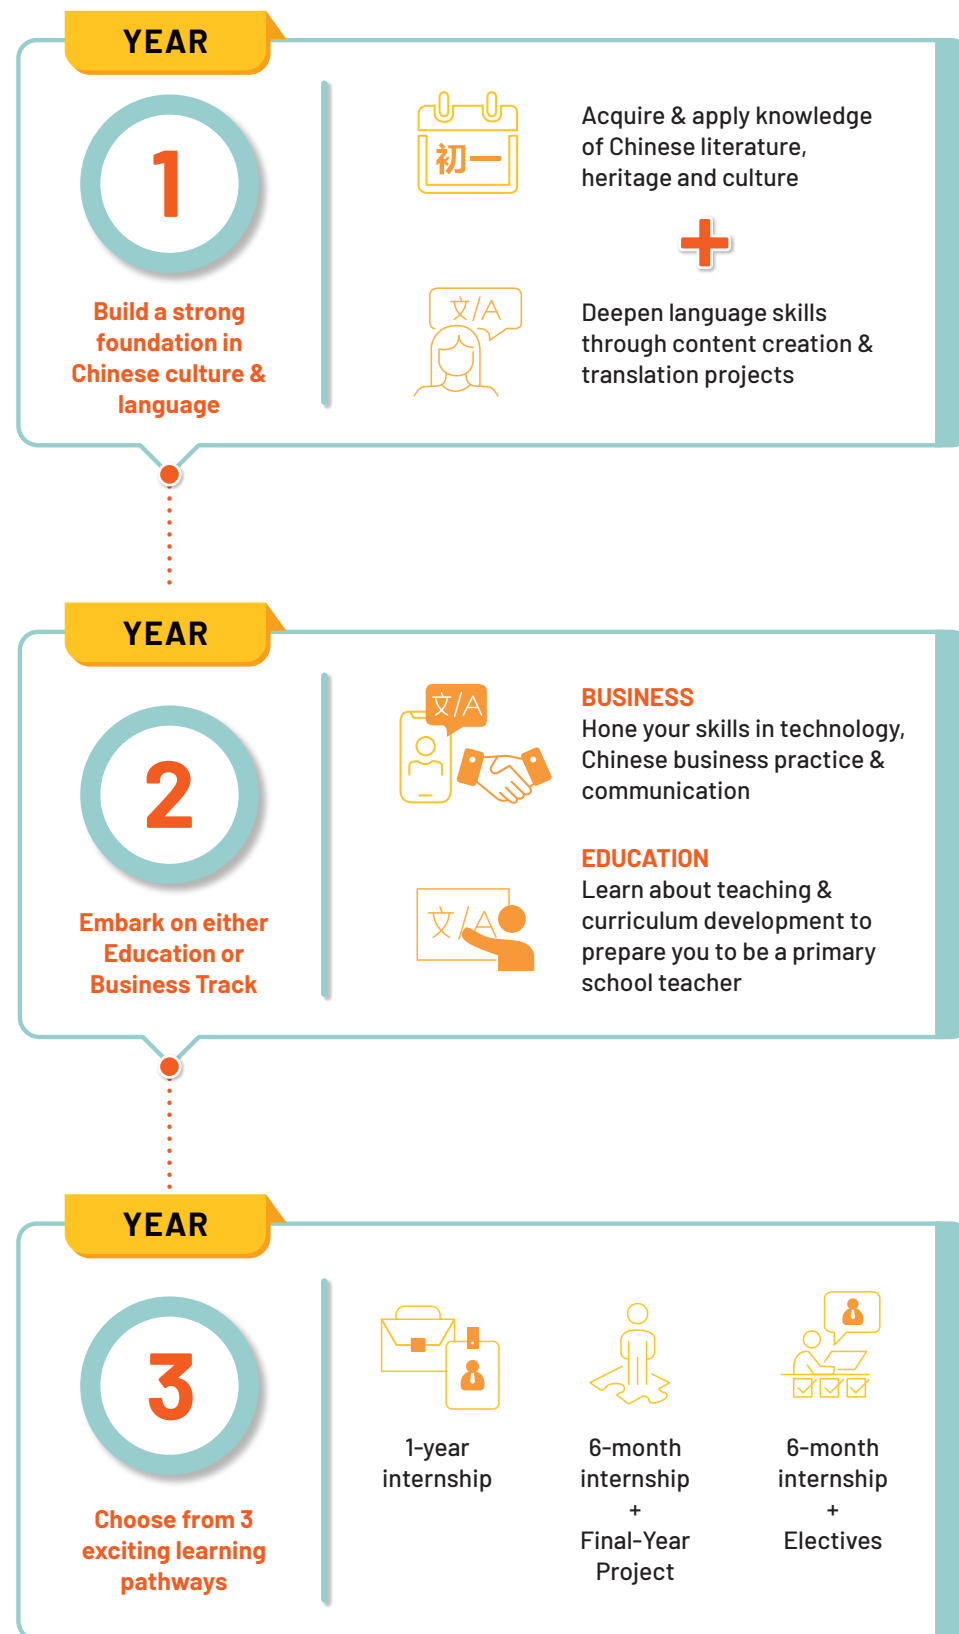 YEAR
1
Build a strong
foundation in
Chinese culture &
language
初一
Acquire & apply knowledge
of Chinese literature,
heritage and culture
文/A
Deepen language skills
through content creation &
translation projects
YEAR
2
Embark on either
Education or
Business Track
文/A
BUSINESS
Hone your skills in technology,
Chinese business practice &
communication
文/A
EDUCATION
Learn about teaching &
curriculum development to
prepare you to be a primary
school teacher
YEAR
3
Choose from 3
exciting learning
pathways
1-year
internship
6-month
internship
+
Final-Year
Project
6-month
internship
+
Electives